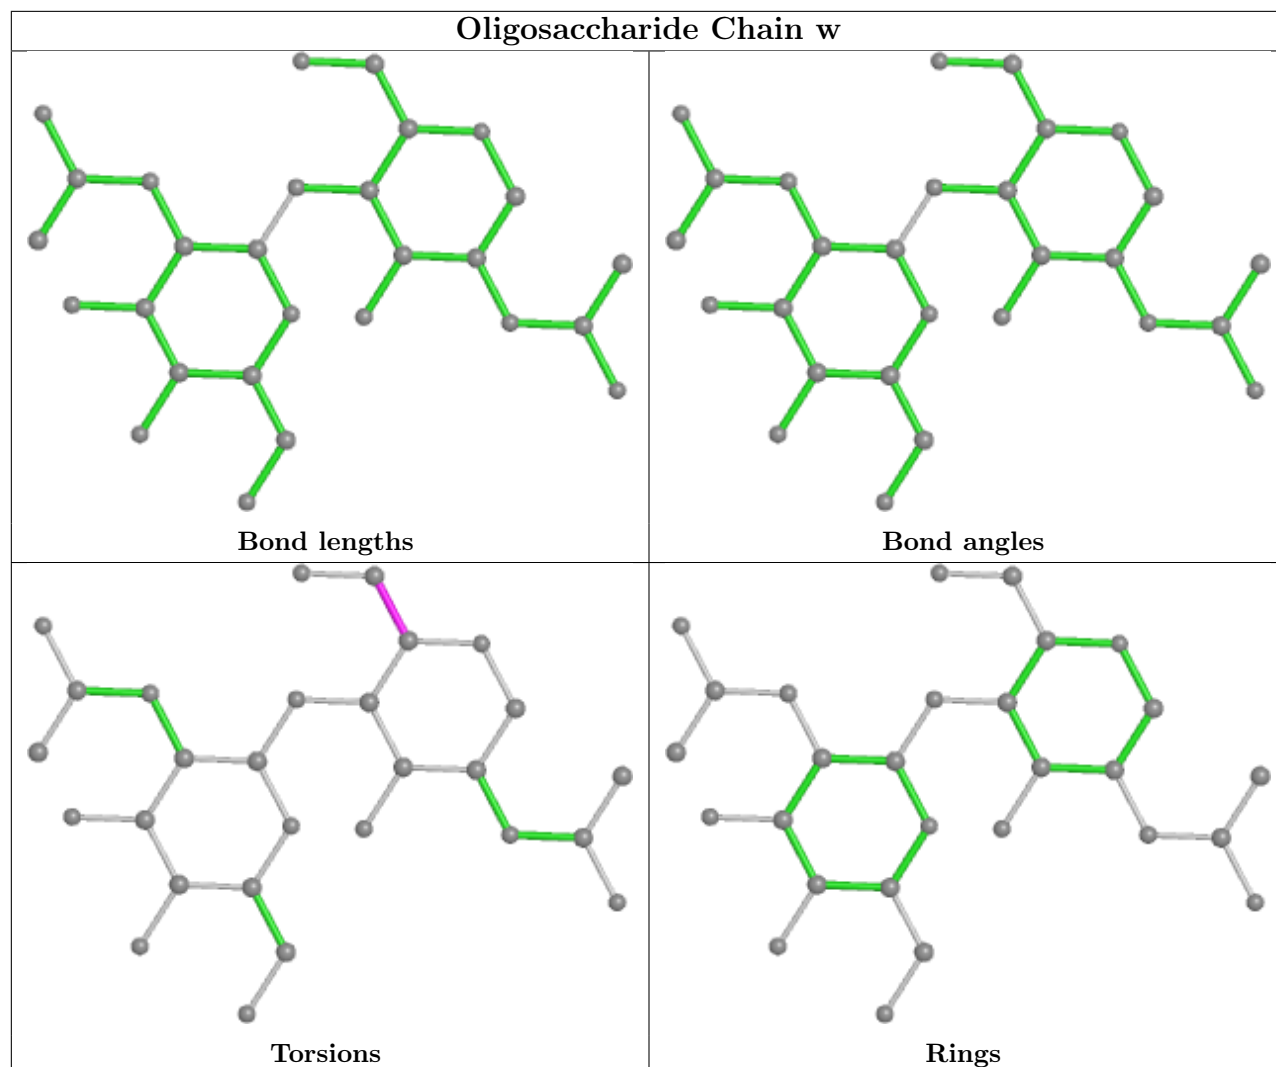 Oligosaccharide Chain w
Bond lengths
Bond angles
Torsions
Rings